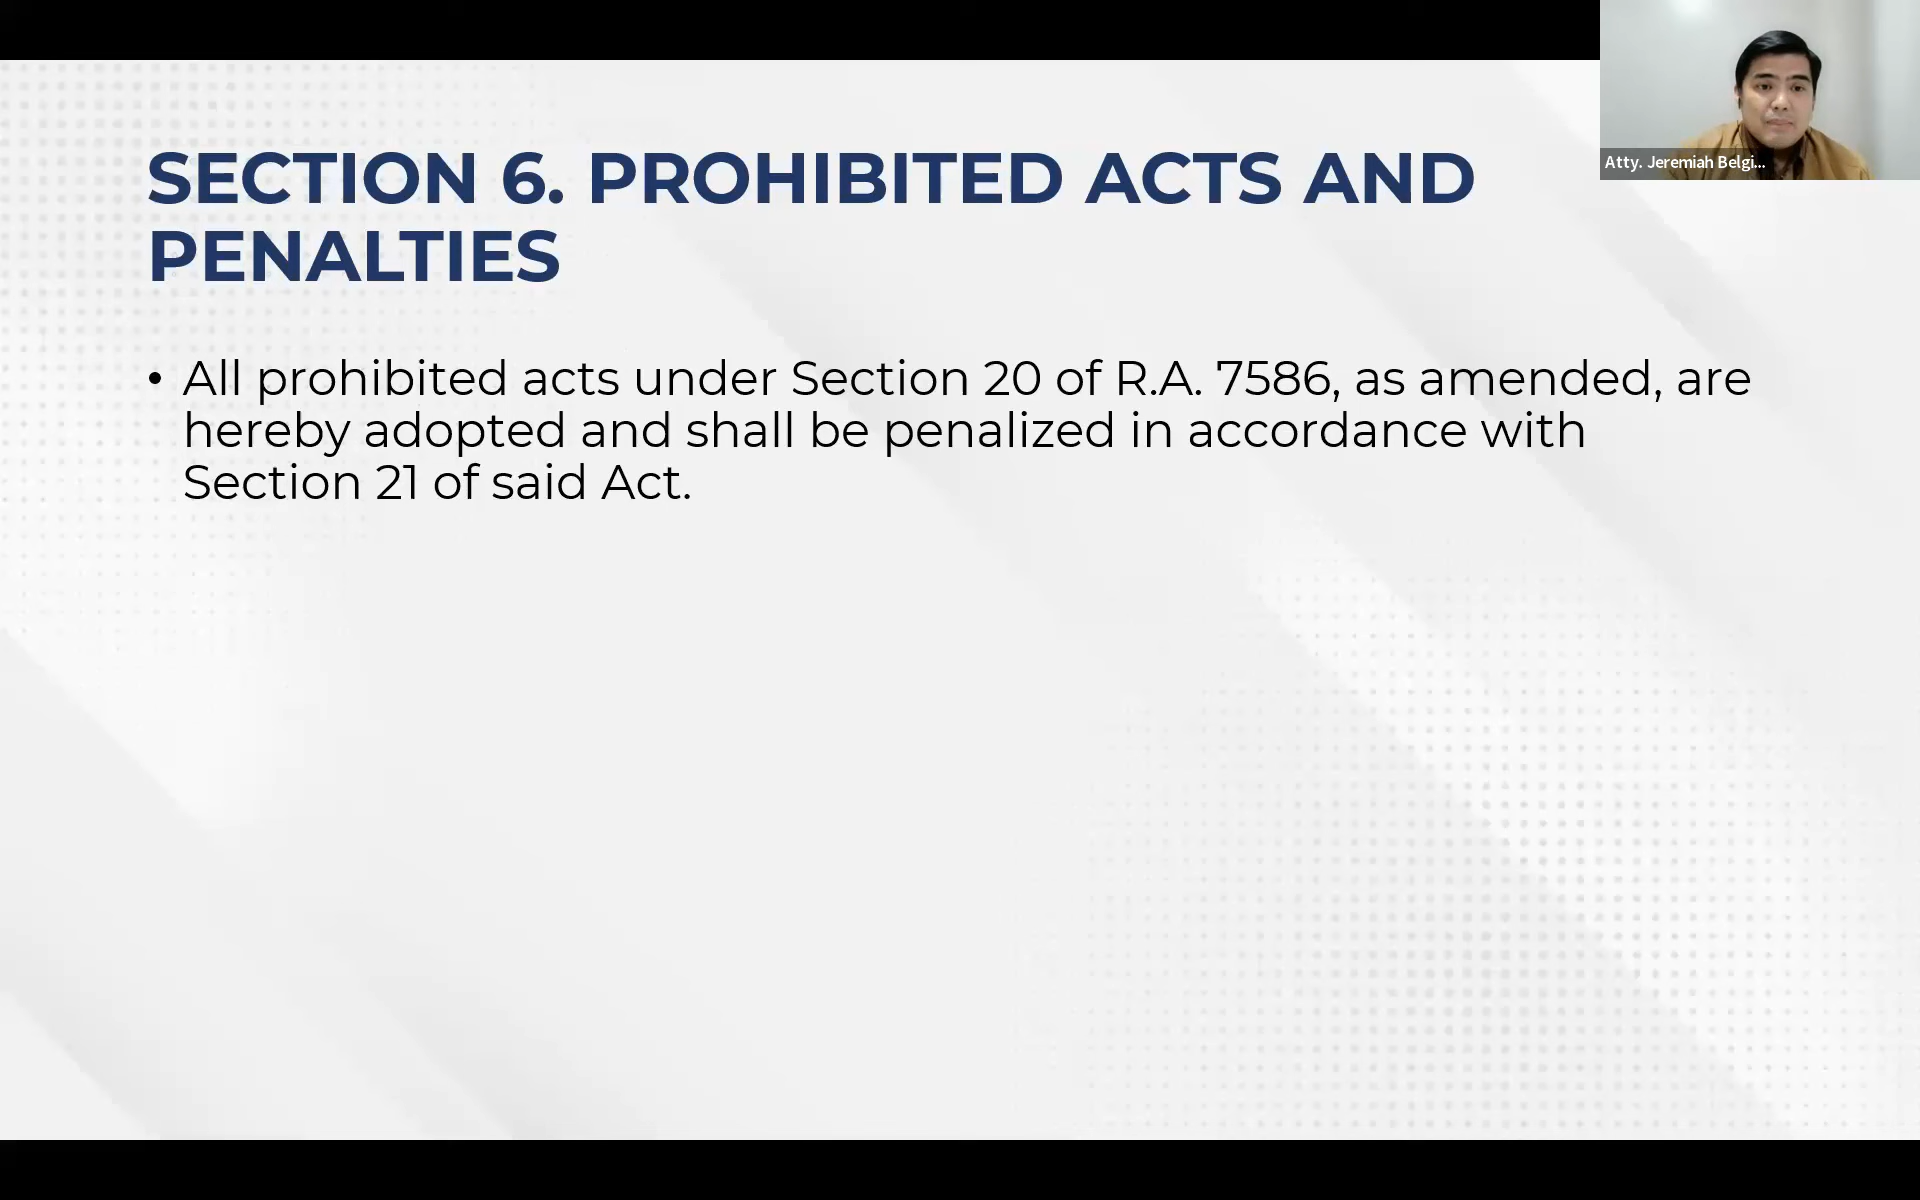 SECTION 6. PROHIBITED ACTS AND
PENALTIES
• All prohibited acts under Section 20 of R.A. 7586, as amended, are
hereby adopted and shall be penalized in accordance with
Section 21 of said Act.
Atty. Jeremiah Belgi...